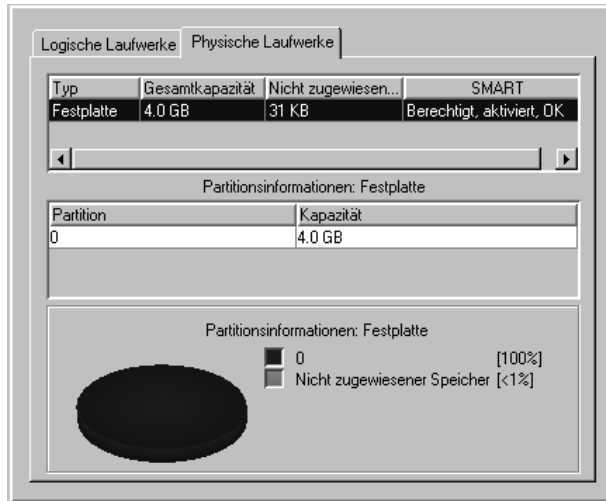 Logische Laufwerke Physische Laufwerke
Typ Gesamtkapazität Nicht zugewiesen... SMART
Festplatte 4.0 GB 31 KB Berechtigt, aktiviert, OK
Partitionsinformationen: Festplatte
Partition Kapazität
0 4.0 GB
Partitionsinformationen: Festplatte
0 [100%]
Nicht zugewiesener Speicher [<1%]